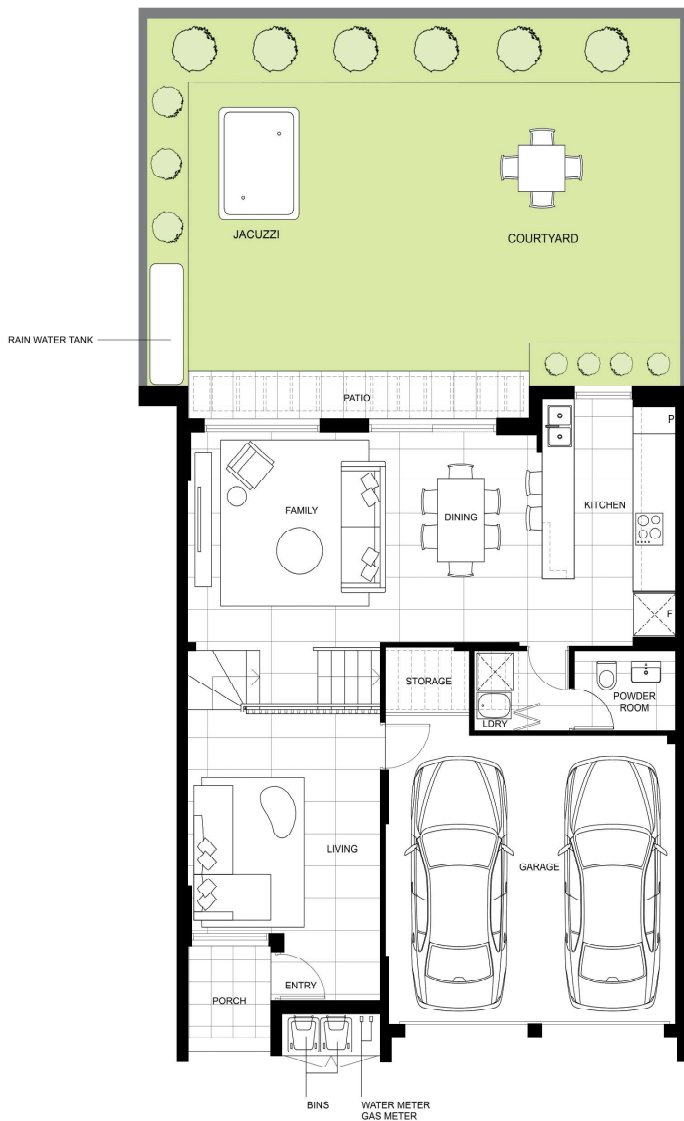 JACUZZI
COURTYARD
RAIN WATER TANK
PATIO
P
FAMILY
DINING
KITCHEN
F
STORAGE
LDRY
POWDER
ROOM
LIVING
GARAGE
PORCH
ENTRY
BINS
WATER METER
GAS METER